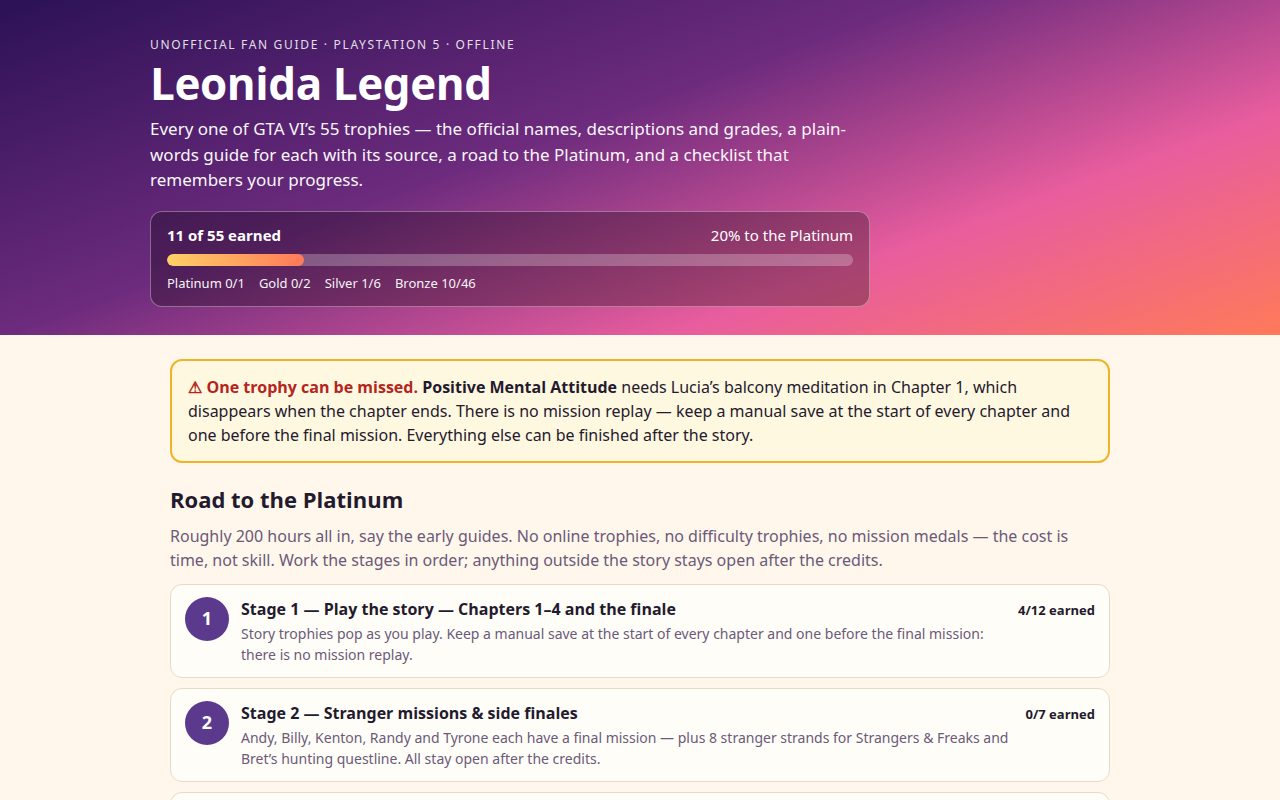 UNOFFICIAL FAN GUIDE · PLAYSTATION 5 · OFFLINE
Leonida Legend
Every one of GTA VI’s 55 trophies — the official names, descriptions and grades, a plain-
words guide for each with its source, a road to the Platinum, and a checklist that
remembers your progress.
11 of 55 earned
20% to the Platinum
Platinum 0/1 Gold 0/2 Silver 1/6 Bronze 10/46
⚠ One trophy can be missed. Positive Mental Attitude needs Lucia’s balcony meditation in Chapter 1, which
disappears when the chapter ends. There is no mission replay — keep a manual save at the start of every chapter and
one before the final mission. Everything else can be finished after the story.
Road to the Platinum
Roughly 200 hours all in, say the early guides. No online trophies, no difficulty trophies, no mission medals — the cost is
time, not skill. Work the stages in order; anything outside the story stays open after the credits.
1
Stage 1 — Play the story — Chapters 1–4 and the finale
4/12 earned
Story trophies pop as you play. Keep a manual save at the start of every chapter and one before the final mission:
there is no mission replay.
2
Stage 2 — Stranger missions & side finales
0/7 earned
Andy, Billy, Kenton, Randy and Tyrone each have a final mission — plus 8 stranger strands for Strangers & Freaks and
Bret’s hunting questline. All stay open after the credits.